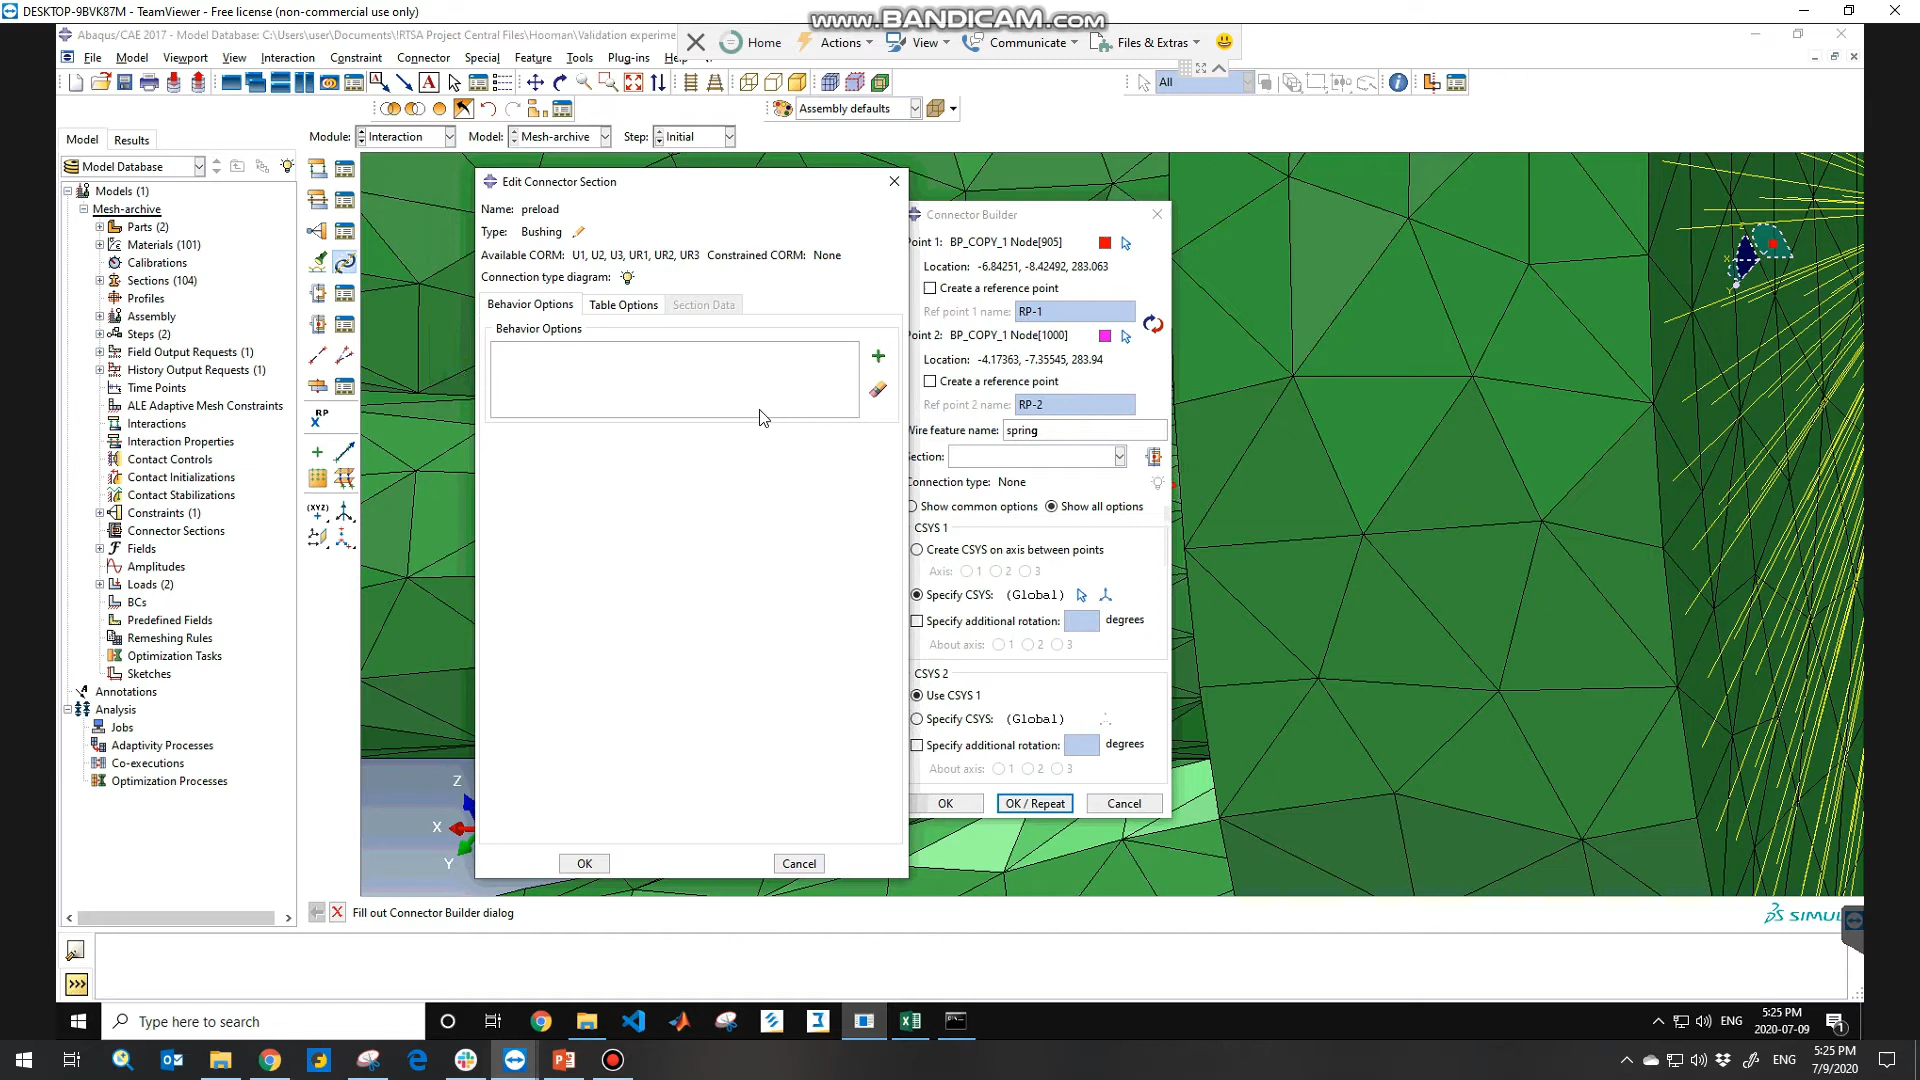 DESKTOP-9BVK87M - TeamViewer - Free license (non-commercial use only)
www.BANDICAM.com
Abaqus/CAE 2017 - Model Database: C:\Users\user\Documents\!RTSA Project Central Files\Hooman\Validation experime
Home Actions View Communicate Files & Extras
File Model Viewport View Interaction Constraint Connector Special Feature Tools Plug-ins
All
Assembly defaults
Model Results
Module: Interaction Model: Mesh-archive Step: Initial
Model Database
Models (1)
Mesh-archive
Parts (2)
Materials (101)
Calibrations
Sections (104)
Profiles
Assembly
Steps (2)
Field Output Requests (1)
History Output Requests (1)
Time Points
ALE Adaptive Mesh Constraints
Interactions
Interaction Properties
Contact Controls
Contact Initializations
Contact Stabilizations
Constraints (1)
Connector Sections
Fields
Amplitudes
Loads (2)
BCs
Predefined Fields
Remeshing Rules
Optimization Tasks
Sketches
Annotations
Analysis
Jobs
Adaptivity Processes
Co-executions
Optimization Processes
RP
(XYZ)
Edit Connector Section
Name: preload
Type: Bushing
Available CORM: U1, U2, U3, UR1, UR2, UR3 Constrained CORM: None
Connection type diagram:
Behavior Options Table Options Section Data
Behavior Options
OK Cancel
Connector Builder
Point 1: BP_COPY_1 Node[905]
Location: -6.84251, -8.42492, 283.063
Create a reference point
Ref point 1 name: RP-1
Point 2: BP_COPY_1 Node[1000]
Location: -4.17363, -7.35545, 283.94
Create a reference point
Ref point 2 name: RP-2
Wire feature name: spring
Section:
Connection type: None
Show common options Show all options
CSYS 1
Create CSYS on axis between points
Axis: 1 2 3
Specify CSYS: (Global)
Specify additional rotation: degrees
About axis: 1 2 3
CSYS 2
Use CSYS 1
Specify CSYS: (Global)
Specify additional rotation: degrees
About axis: 1 2 3
OK OK / Repeat Cancel
Z
X
Y
Fill out Connector Builder dialog
SIMUL
>>>
Type here to search
ENG
5:25 PM
2020-07-09
ENG
5:25 PM
7/9/2020